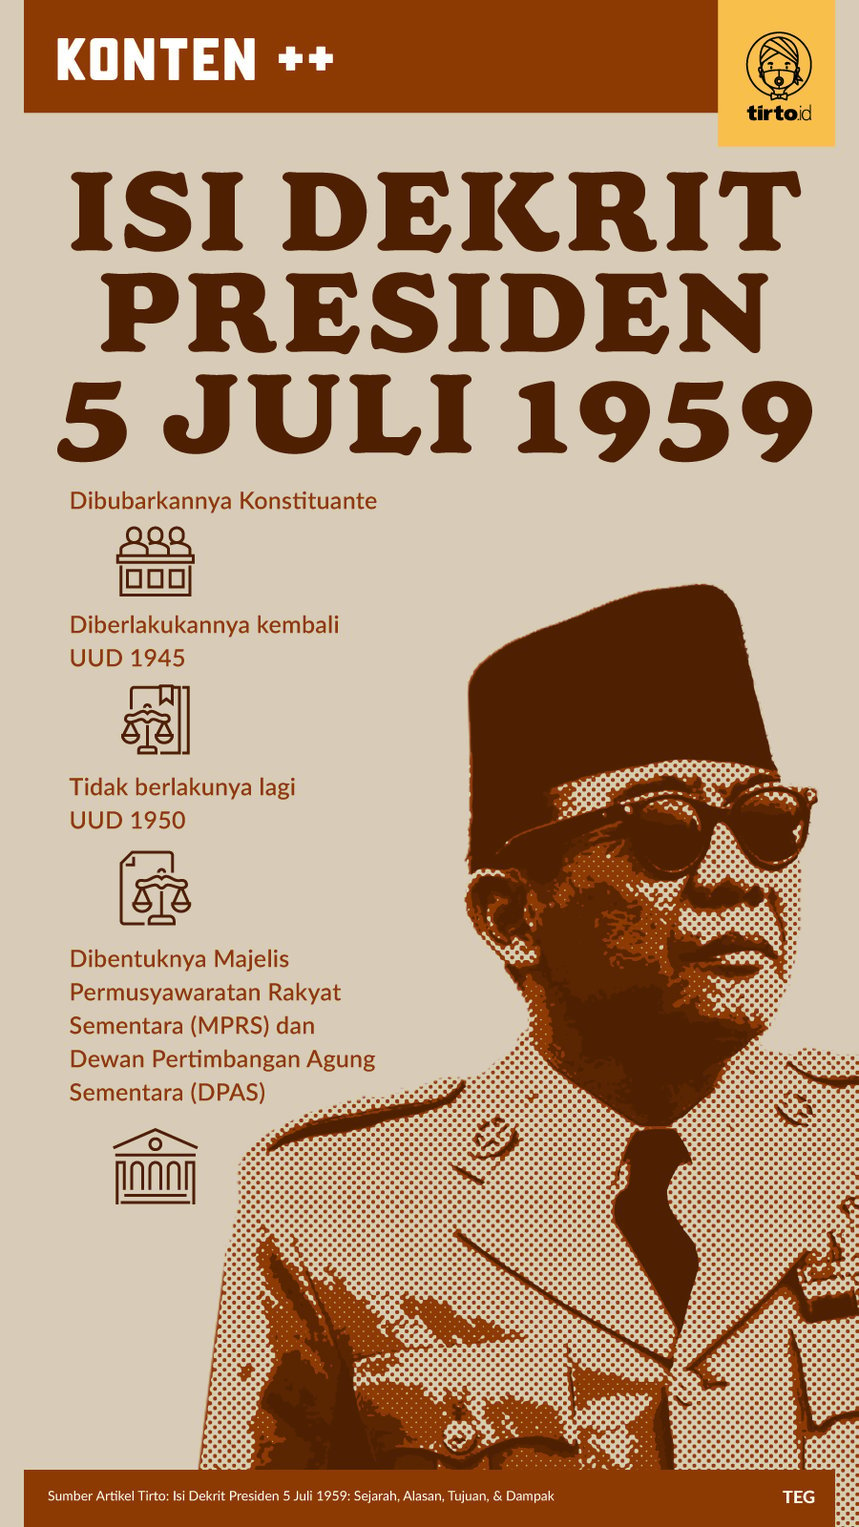 KONTEN ++
tirto.id
ISI DEKRIT
PRESIDEN
5 JULI 1959
Dibubarkannya Konstituante
Diberlakukannya kembali
UUD 1945
Tidak berlakunya lagi
UUD 1950
Dibentuknya Majelis
Permusyawaratan Rakyat
Sementara (MPRS) dan
Dewan Pertimbangan Agung
Sementara (DPAS)
Sumber Artikel Tirto: Isi Dekrit Presiden 5 Juli 1959: Sejarah, Alasan, Tujuan, & Dampak
TEG